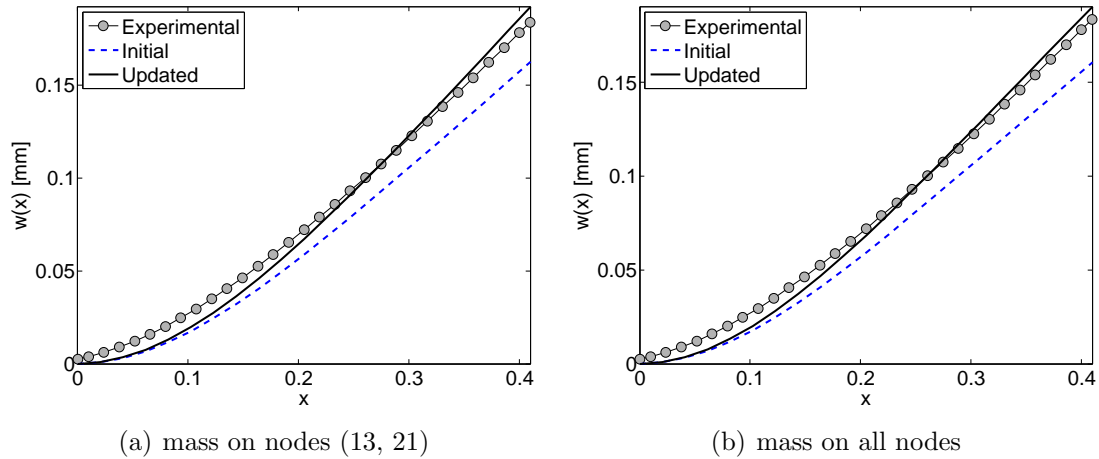 Experimental
Initial
Updated
0.15
0.1
0.05
0
w(x) [mm]
0
0.1
0.2
0.3
0.4
x
(a) mass on nodes (13, 21)
Experimental
Initial
Updated
0.15
0.1
0.05
0
w(x) [mm]
0
0.1
0.2
0.3
0.4
x
(b) mass on all nodes